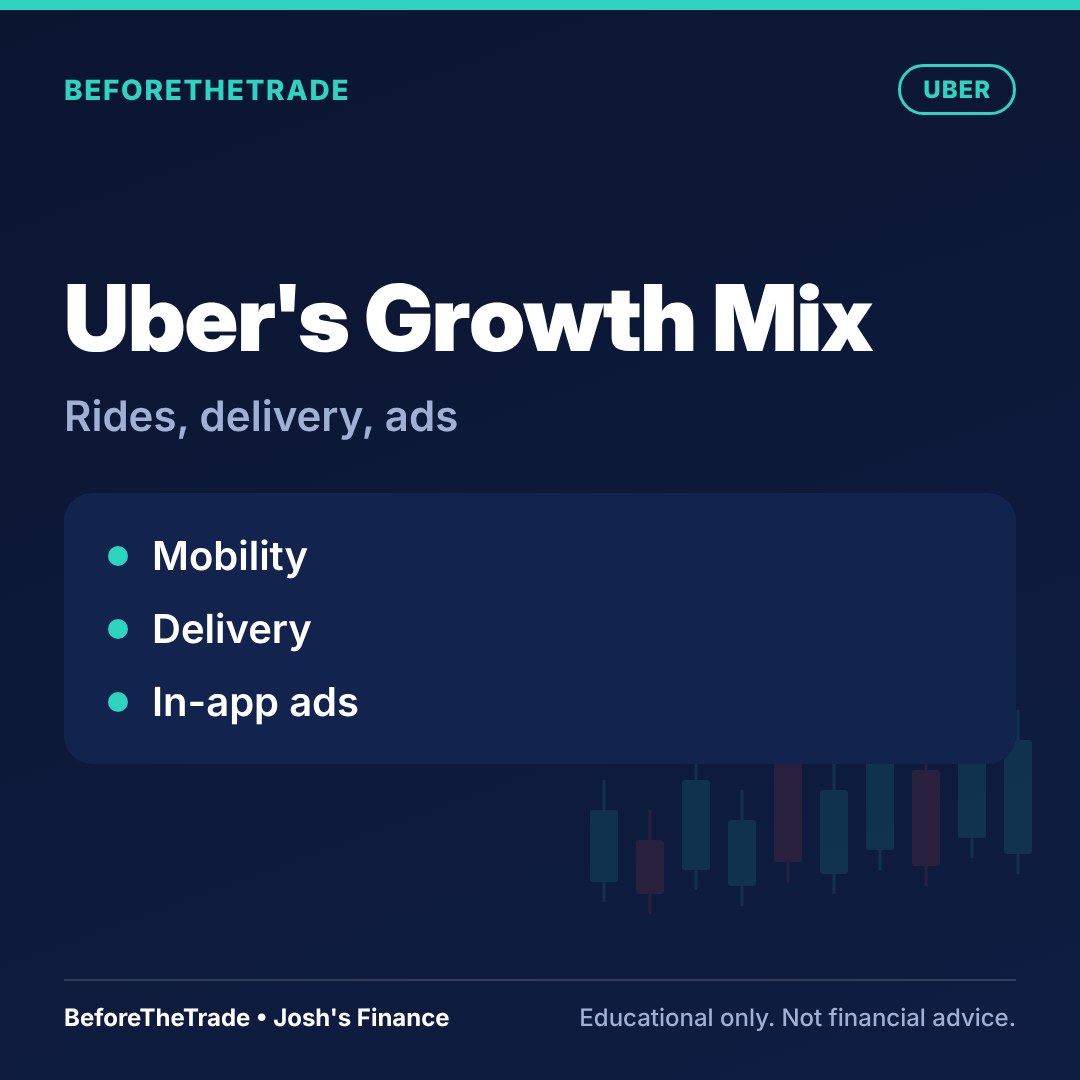 BEFORETHETRADE
UBER
Uber's Growth Mix
Rides, delivery, ads
Mobility
Delivery
In-app ads
BeforeTheTrade • Josh's Finance
Educational only. Not financial advice.